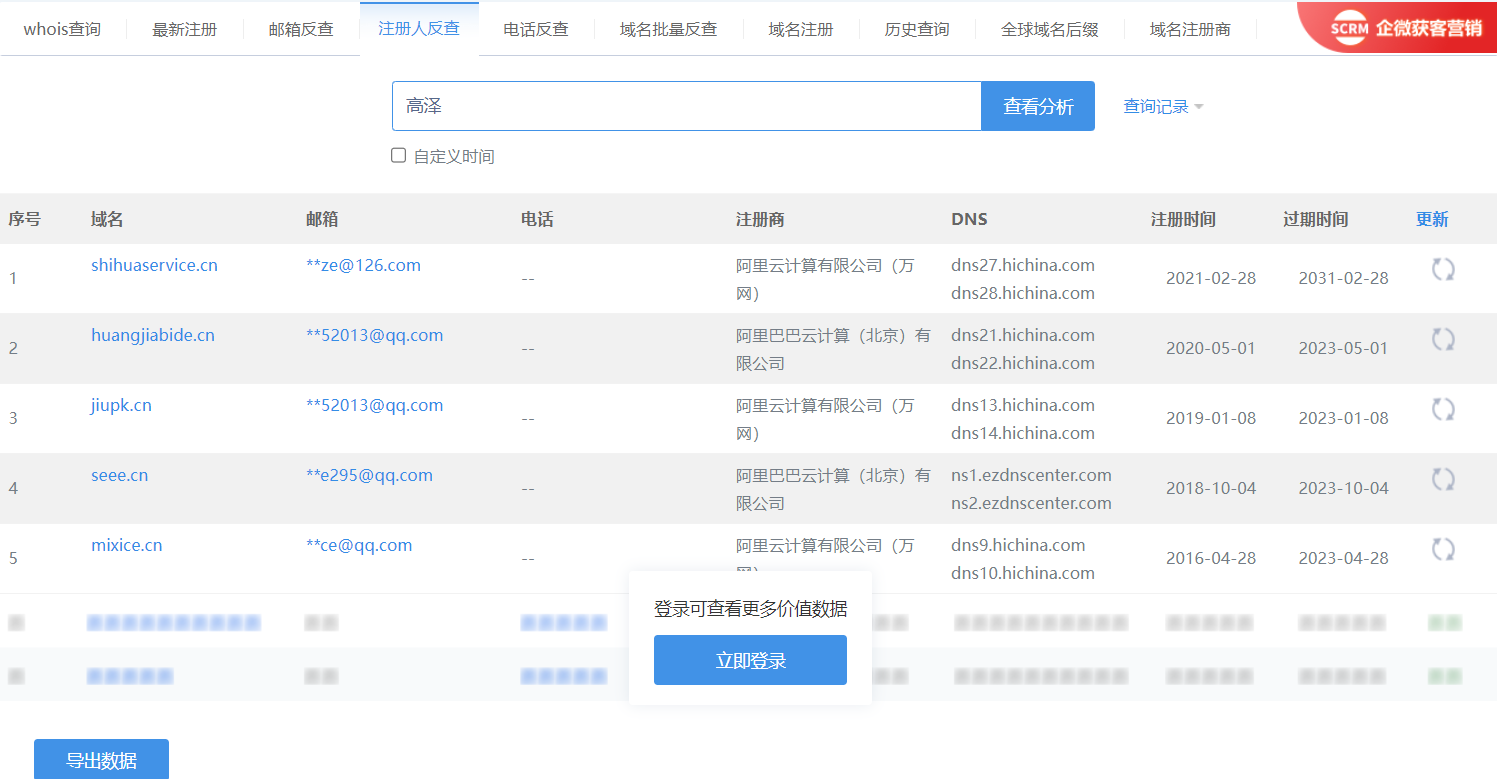 whois查询 最新注册 邮箱反查 注册人反查 电话反查 域名批量反查 域名注册 历史查询 全球域名后缀 域名注册商 SCRM 企微获客营销
高泽 查看分析 查询记录
自定义时间
序号 域名 邮箱 电话 注册商 DNS 注册时间 过期时间 更新
1 shihuaservice.cn **ze@126.com -- 阿里云计算有限公司（万 dns27.hichina.com 2021-02-28 2031-02-28
网） dns28.hichina.com
2 huangjiabide.cn **52013@qq.com -- 阿里巴巴云计算（北京）有 dns21.hichina.com 2020-05-01 2023-05-01
限公司 dns22.hichina.com
3 jiupk.cn **52013@qq.com -- 阿里云计算有限公司（万 dns13.hichina.com 2019-01-08 2023-01-08
网） dns14.hichina.com
4 seee.cn **e295@qq.com -- 阿里巴巴云计算（北京）有 ns1.ezdnscenter.com 2018-10-04 2023-10-04
限公司 ns2.ezdnscenter.com
5 mixice.cn **ce@qq.com -- 阿里云计算有限公司（万 dns9.hichina.com 2016-04-28 2023-04-28
dns10.hichina.com
登录可查看更多价值数据
立即登录
导出数据